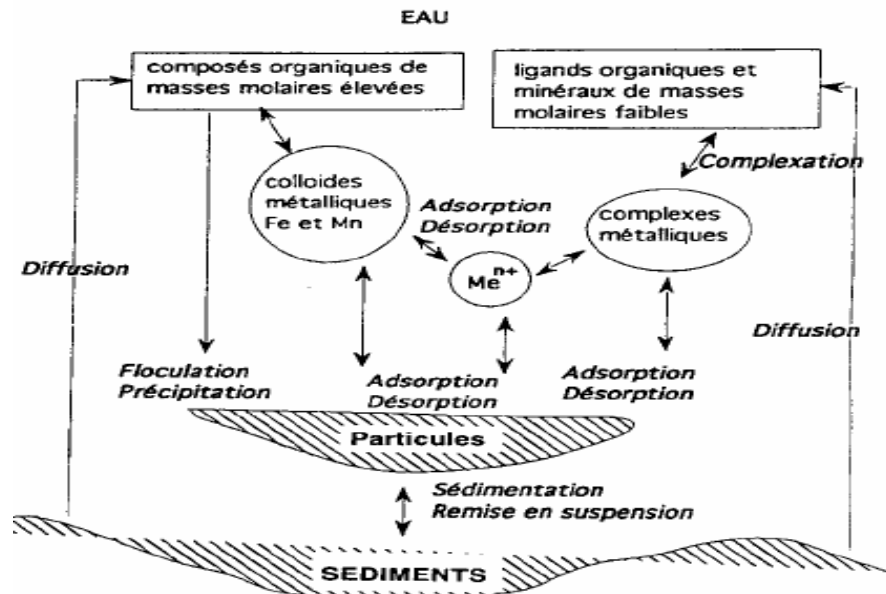 EAU
composés organiques de
masses molaire élevées
ligands organiques et
minéraux de masses
molaires faibles
Complexation
colloides
métalliques
Fe et Mn
Adsorption
Désorption
complexes
métalliques
Me n+
Diffusion
Diffusion
Floculation
Précipitation
Adsorption
Désorption
Adsorption
Désorption
Particules
Sédimentation
Remise en suspension
SEDIMENTS